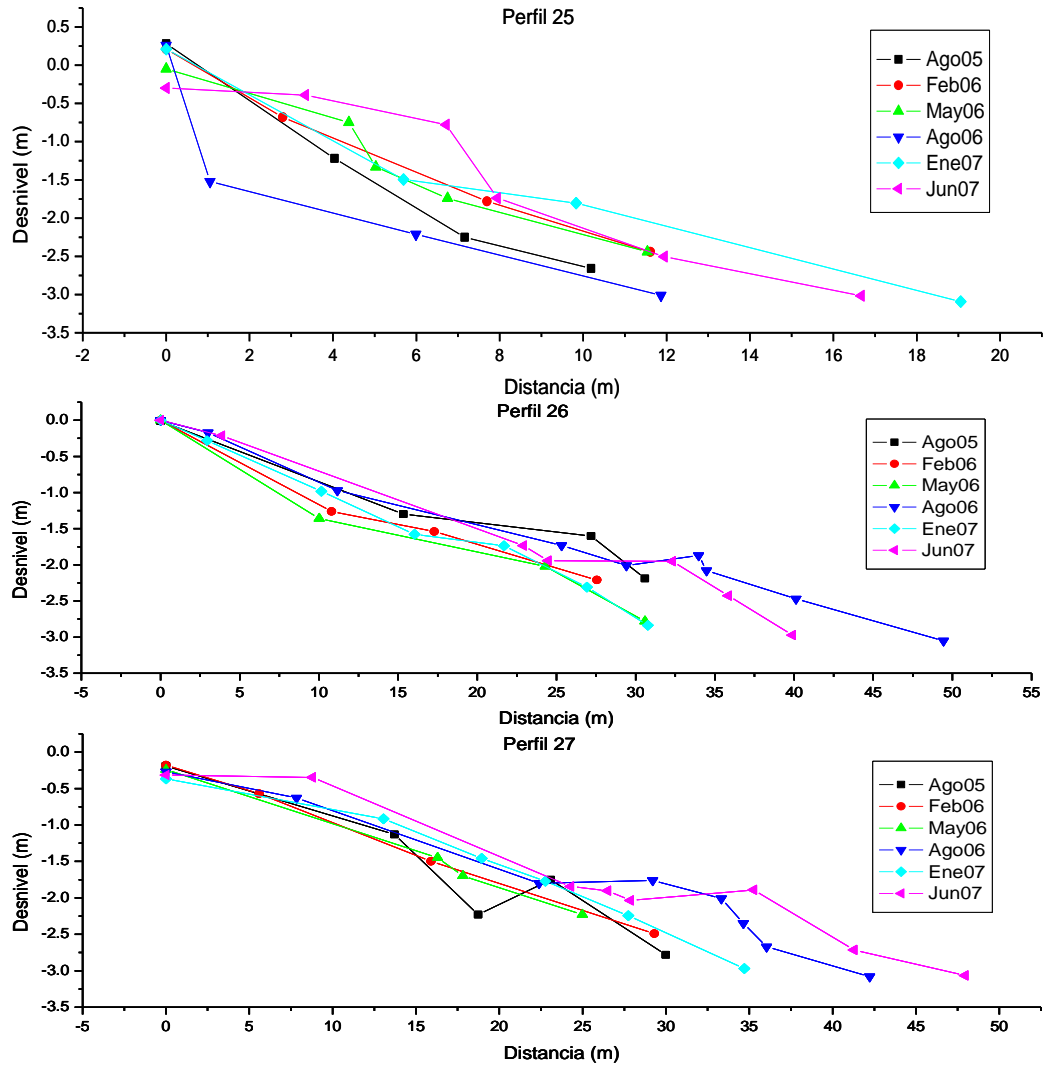 Perfil 25
Desnivel (m)
0.5
0.0
-0.5
-1.0
-1.5
-2.0
-2.5
-3.0
-3.5
-2 0 2 4 6 8 10 12 14 16 18 20
Distancia (m)
Ago05
Feb06
May06
Ago06
Ene07
Jun07
Perfil 26
Desnivel (m)
0.0
-0.5
-1.0
-1.5
-2.0
-2.5
-3.0
-3.5
-5 0 5 10 15 20 25 30 35 40 45 50 55
Distancia (m)
Ago05
Feb06
May06
Ago06
Ene07
Jun07
Perfil 27
Desnivel (m)
0.0
-0.5
-1.0
-1.5
-2.0
-2.5
-3.0
-3.5
-5 0 5 10 15 20 25 30 35 40 45 50
Distancia (m)
Ago05
Feb06
May06
Ago06
Ene07
Jun07